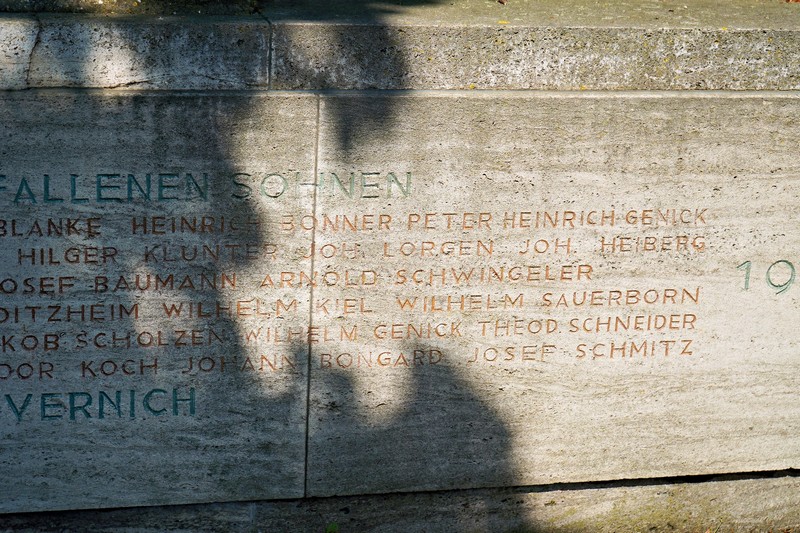 FALLENEN SÖHNEN
BLANKE HEINRICH BONNER PETER HEINRICH GENICK
HILGER KLUNTER JOH. LORGEN JOH. HEIBERG
OSEF BAUMANN ARNOLD SCHWINGELER
DITZHEIM WILHELM KIEL WILHELM SAUERBORN
KOB SCHOLZEN WILHELM GENICK THEOD. SCHNEIDER
DOR KOCH JOHANN BONGARD JOSEF SCHMITZ
VERNICH
19